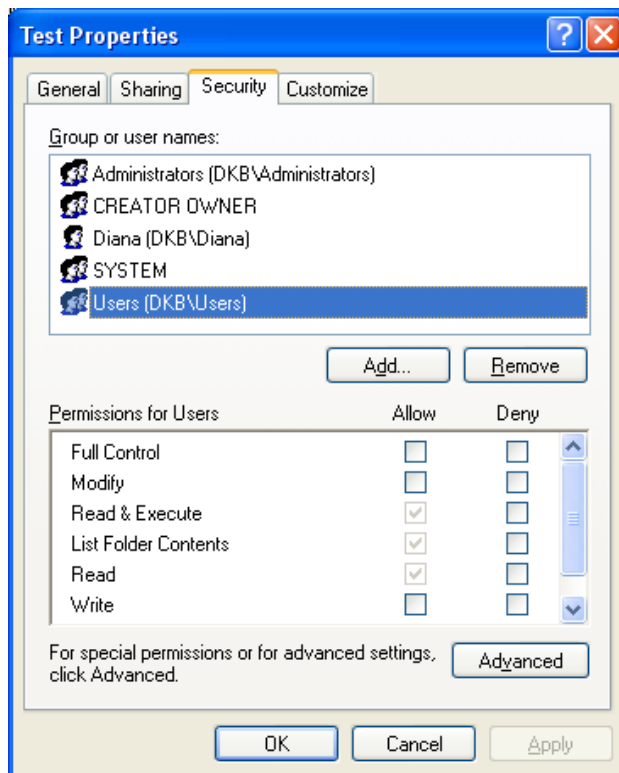 Test Properties
General Sharing Security Customize
Group or user names:
Administrators (DKB\Administrators)
CREATOR OWNER
Diana (DKB\Diana)
SYSTEM
Users (DKB\Users)
Add... Remove
Permissions for Users Allow Deny
Full Control
Modify
Read & Execute
List Folder Contents
Read
Write
For special permissions or for advanced settings, Advanced
click Advanced.
OK Cancel Apply